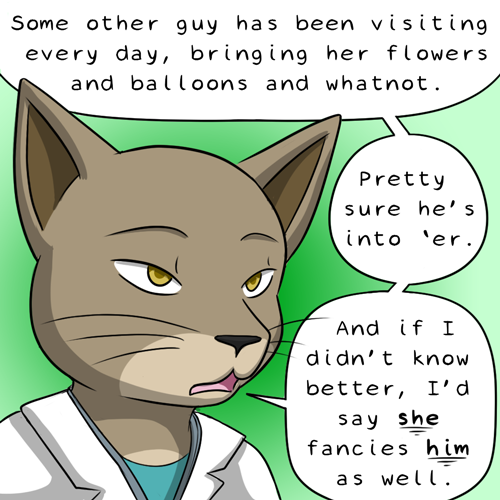 Some other guy has been visiting
every day, bringing her flowers
and balloons and whatnot.
Pretty
sure he's
into 'er.
And if I
didn't know
better, I'd
say she
fancies him
as well.